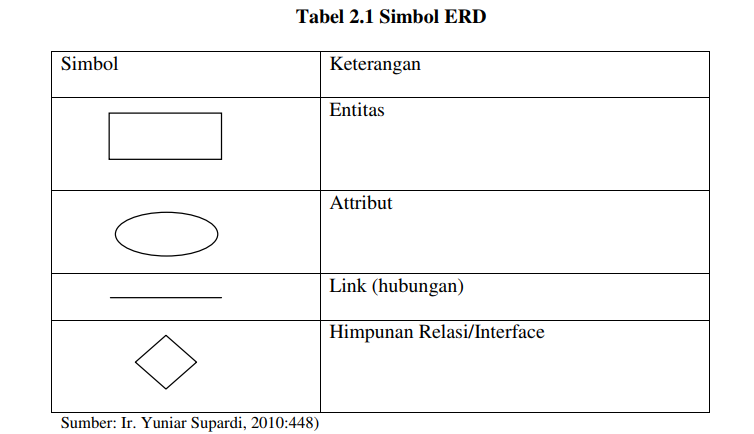 Tabel 2.1 Simbol ERD
Simbol
Keterangan
Entitas
Attribut
Link (hubungan)
Himpunan Relasi/Interface
Sumber: Ir. Yuniar Supardi, 2010:448)